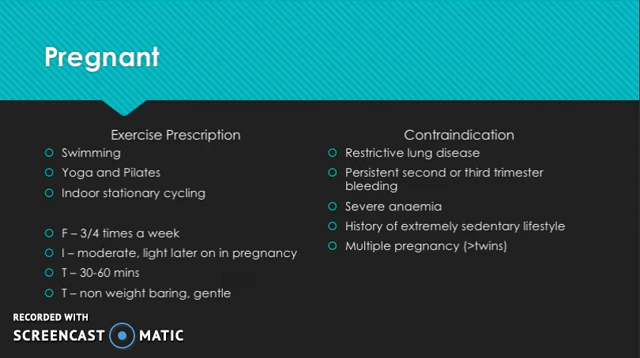 Pregnant
Exercise Prescription
Swimming
Yoga and Pilates
Indoor stationary cycling
F – 3/4 times a week
I – moderate, light later on in pregnancy
T – 30-60 mins
T – non weight baring, gentle
Contraindication
Restrictive lung disease
Persistent second or third trimester
bleeding
Severe anaemia
History of extremely sedentary lifestyle
Multiple pregnancy (>twins)
RECORDED WITH
SCREENCAST MATIC